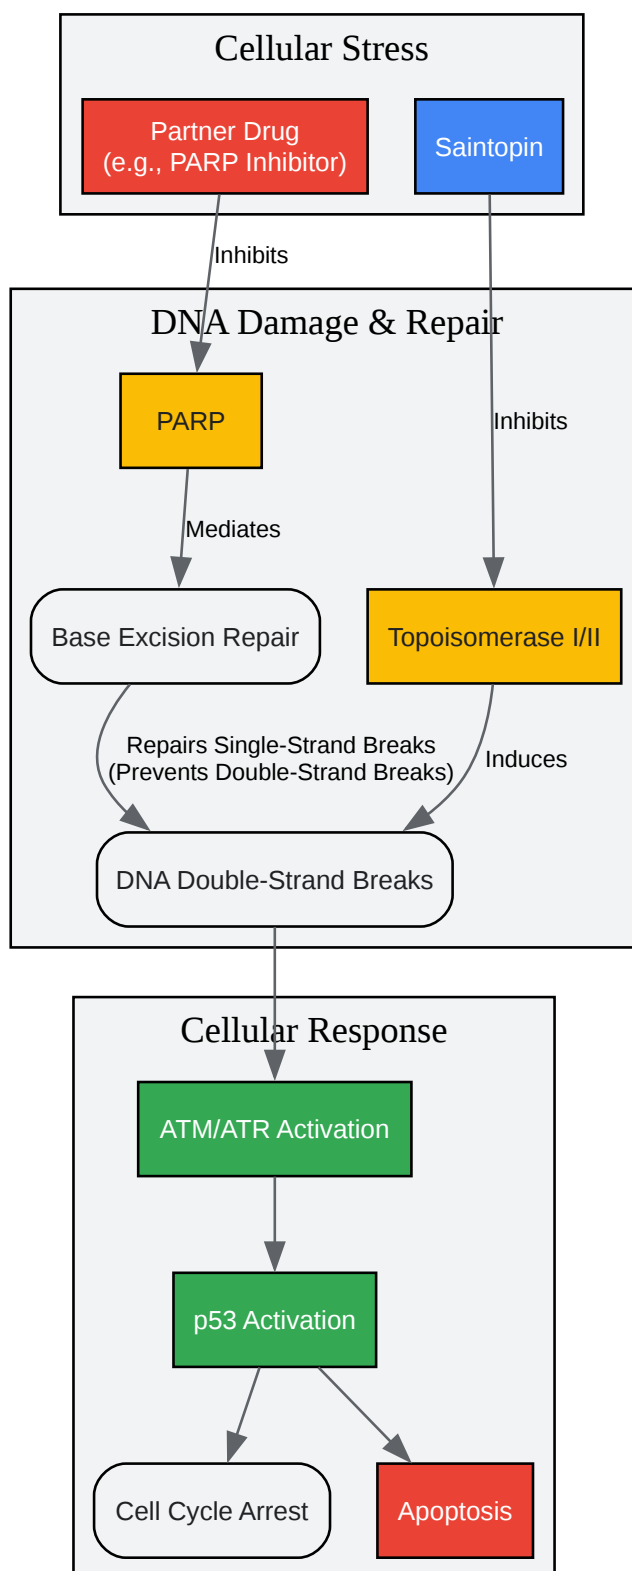 Cellular Stress
Partner Drug
(e.g., PARP Inhibitor)
Saintopin
Inhibits
DNA Damage & Repair
PARP
Inhibits
Mediates
Base Excision Repair
Topoisomerase I/II
Repairs Single-Strand Breaks
(Prevents Double-Strand Breaks)
Induces
DNA Double-Strand Breaks
Cellular Response
ATM/ATR Activation
p53 Activation
Cell Cycle Arrest
Apoptosis